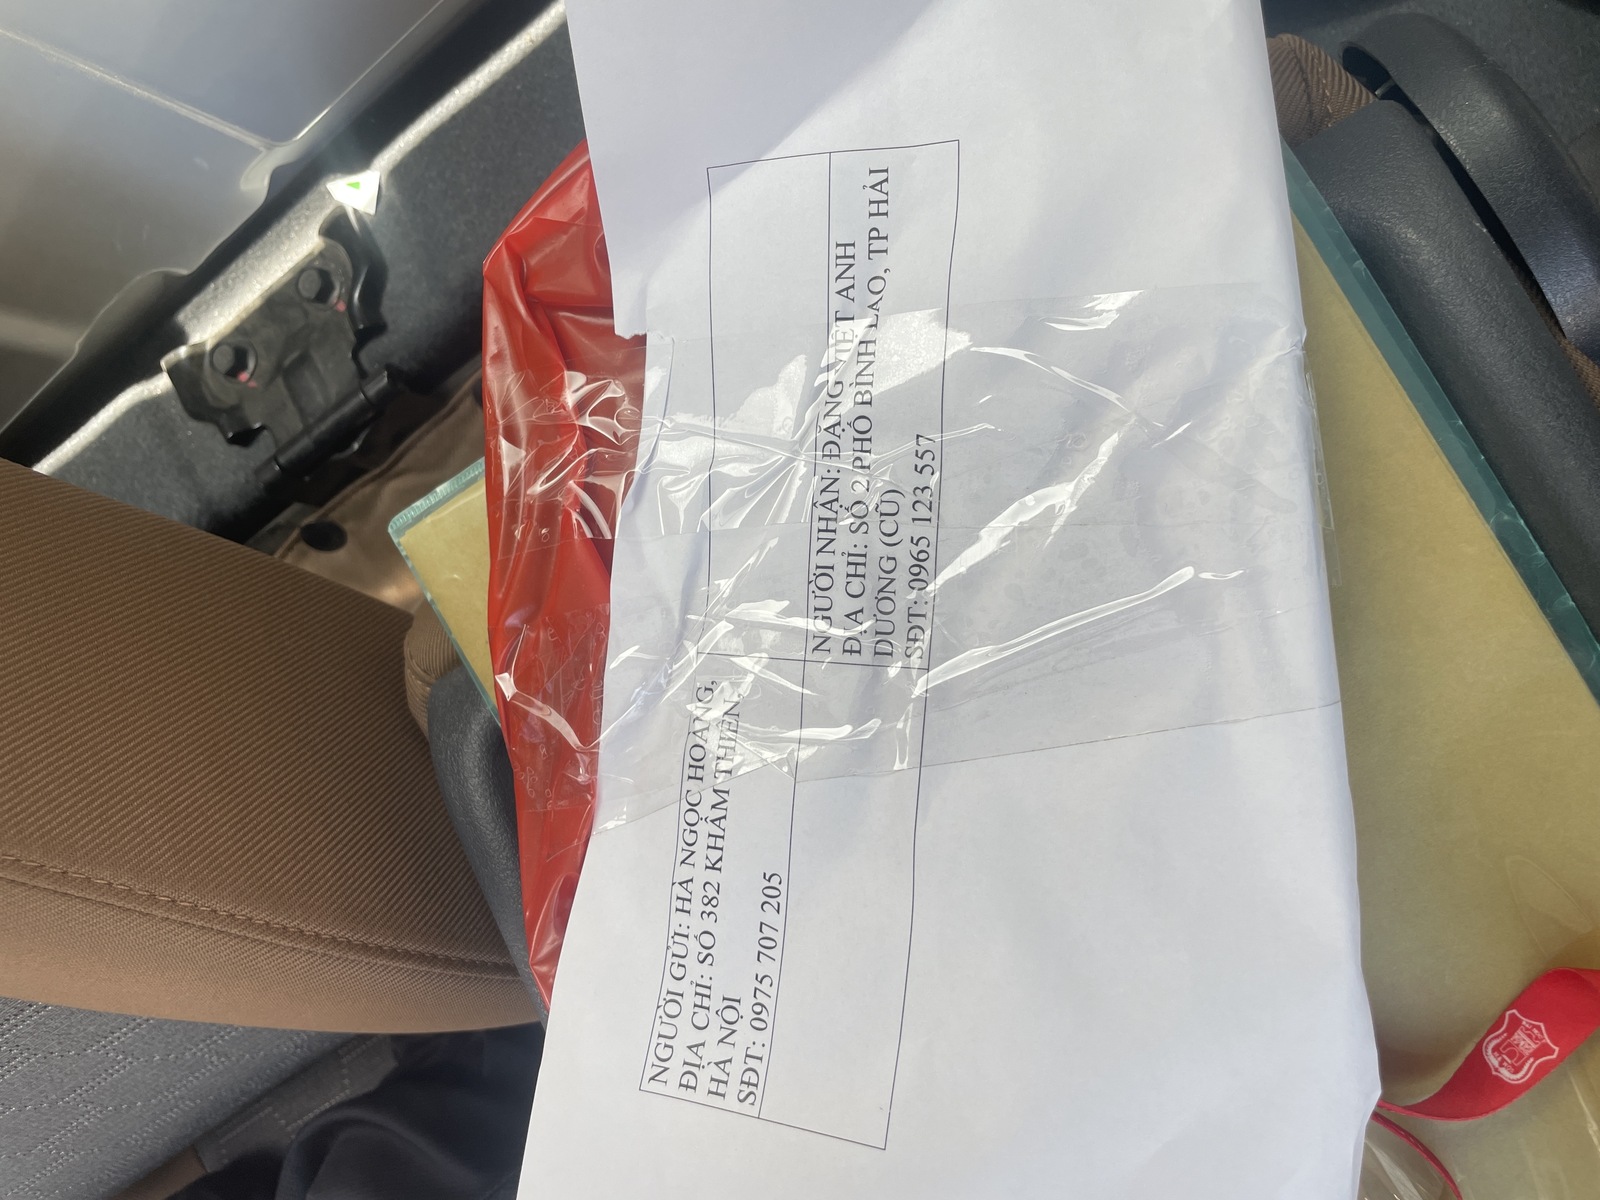 NGƯỜI GỬI: HÀ NGỌC HOÀNG,
ĐỊA CHỈ: SỐ 382 KHÂM THIÊN,
HÀ NỘI
SĐT: 0975 707 205
NGƯỜI NHẬN: ĐẶNG VIỆT ANH
ĐỊA CHỈ: SỐ 2 PHỐ BÌNH LAO, TP HẢI
DƯƠNG (CŨ)
SĐT: 0965 123 557